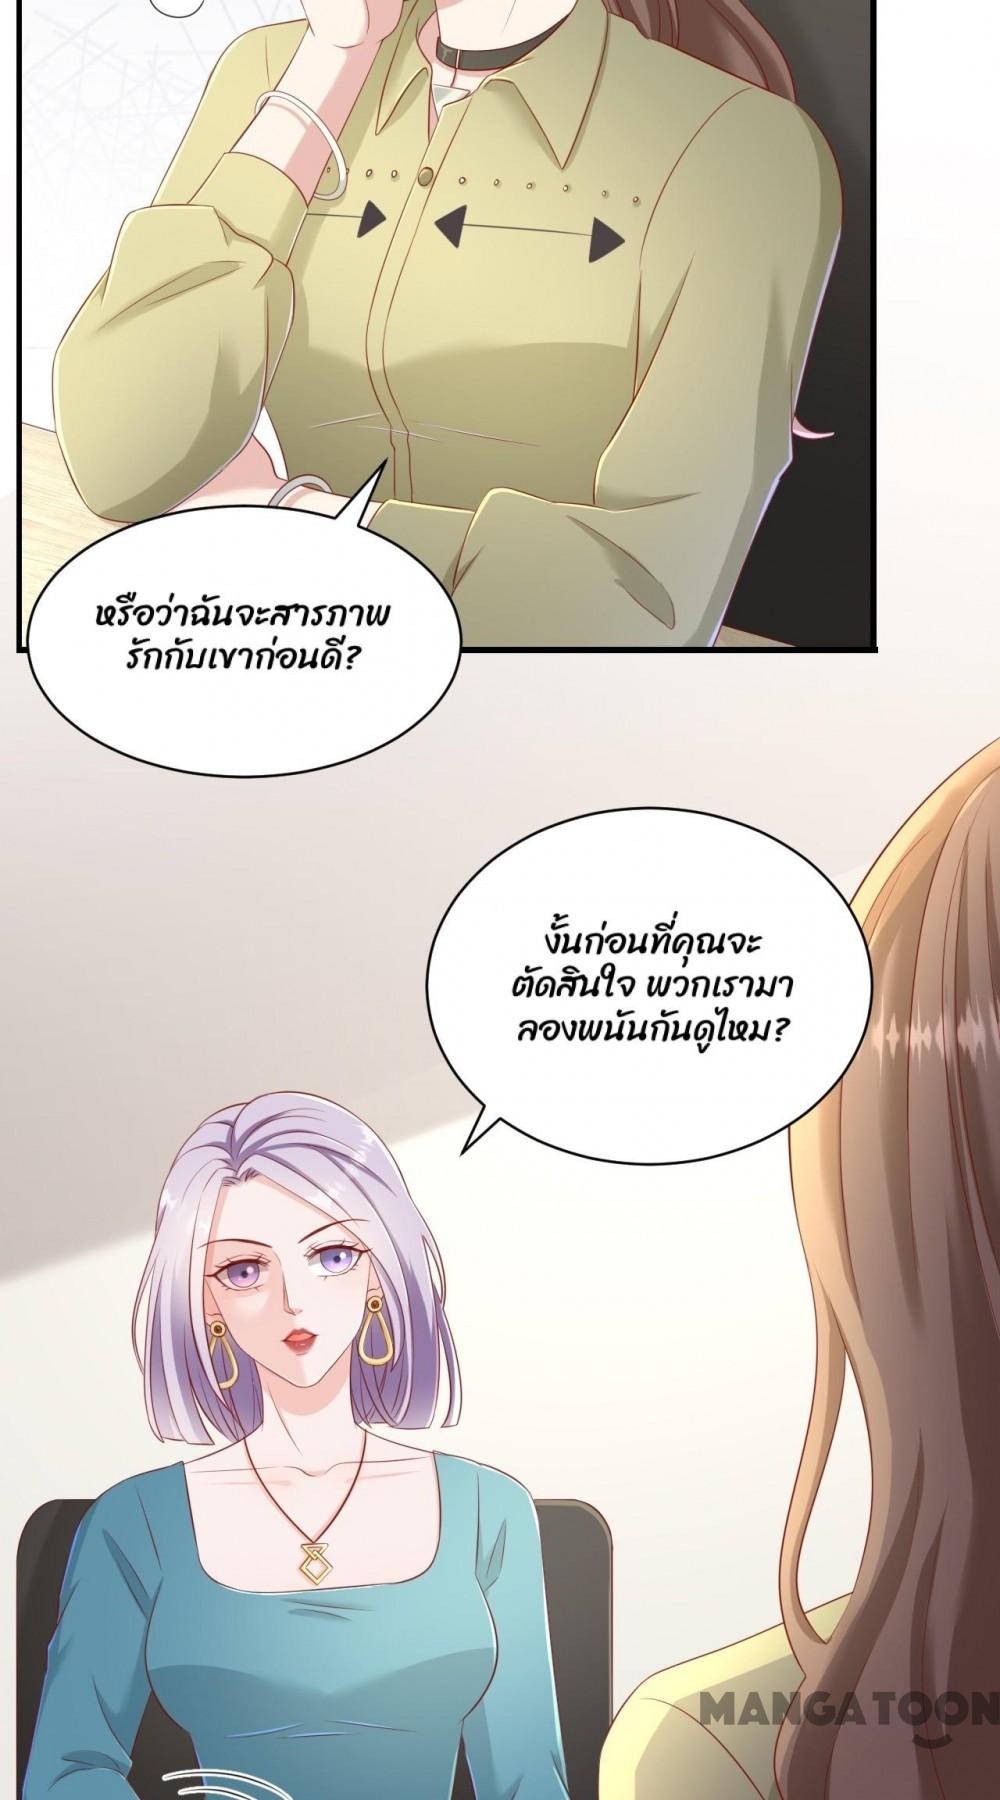 หรือว่าฉันจะสารภาพ
รักกับเขาก่อนดี?
งั้นก่อนที่คุณจะ
ตัดสินใจ พวกเรามา
ลองพนันกันดูไหม?
MANGATOON